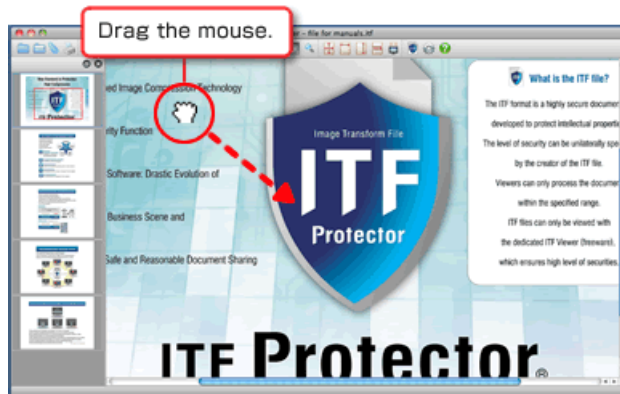 Drag the mouse.
- file for manuals.itf
ed Image Compression Technology
rity Function
Software: Drastic Evolution of
Business Scene and
Safe and Reasonable Document Sharing
Image Transform File
ITF
Protector
ITF Protector®
What is the ITF file?
The ITF format is a highly secure documen
developed to protect intellectual propertie
The level of security can be unilaterally spe
by the creator of the ITF file.
Viewers can only process the documen
within the specified range.
ITF files can only be viewed with
the dedicated ITF Viewer (freeware),
which ensures high level of securities.
ITF
ITF Protector